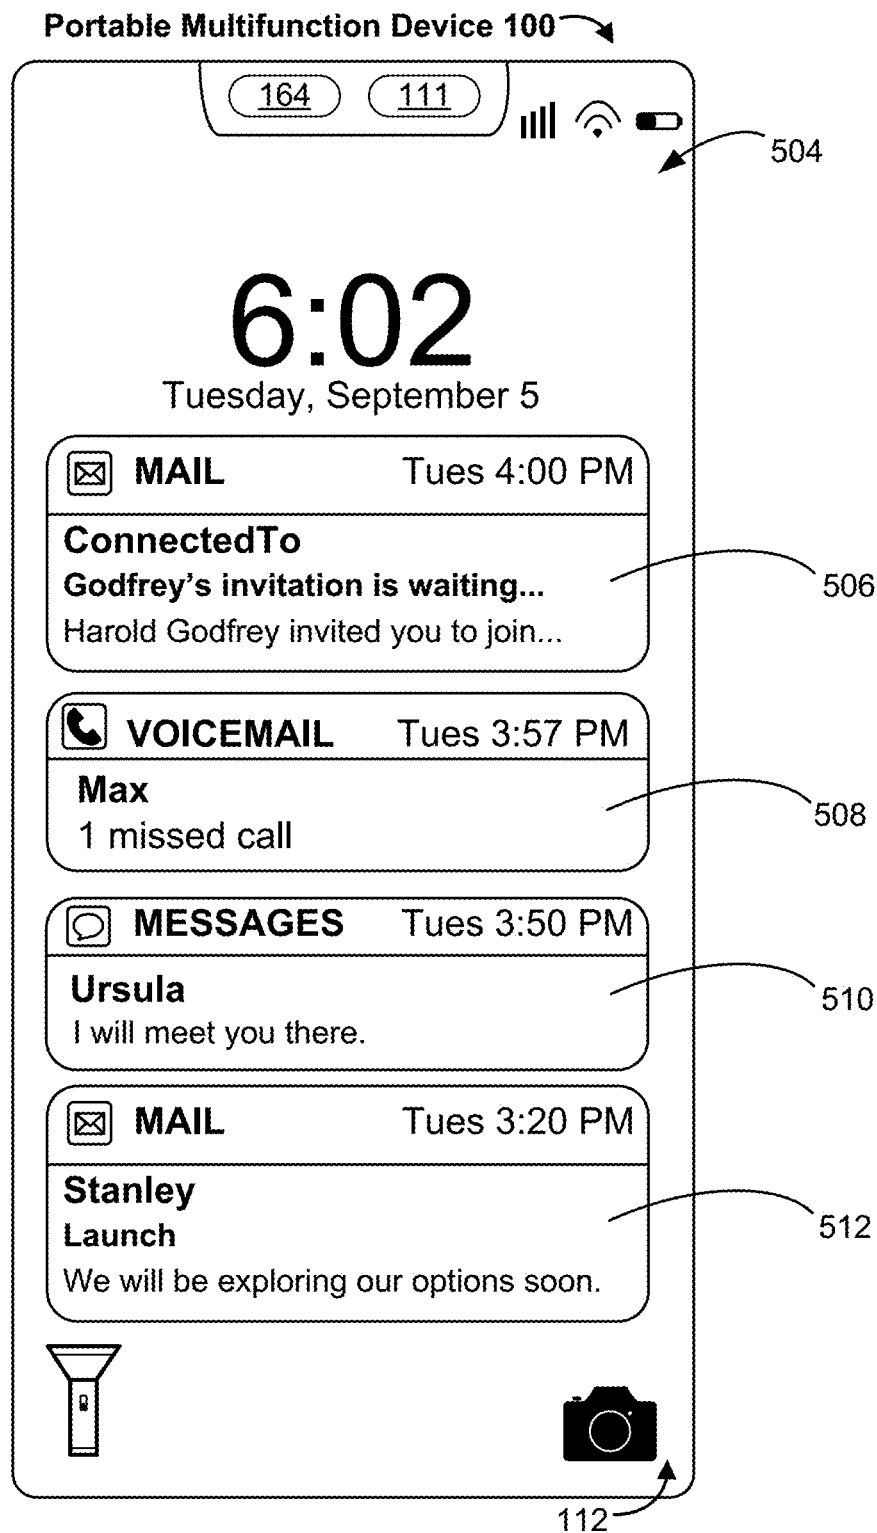 Portable Multifunction Device 100
164
111
504
6:02
Tuesday, September 5
MAIL Tues 4:00 PM
ConnectedTo
Godfrey’s invitation is waiting...
506
Harold Godfrey invited you to join...
VOICEMAIL Tues 3:57 PM
Max
508
1 missed call
MESSAGES Tues 3:50 PM
Ursula
510
I will meet you there.
MAIL Tues 3:20 PM
Stanley
Launch
512
We will be exploring our options soon.
112